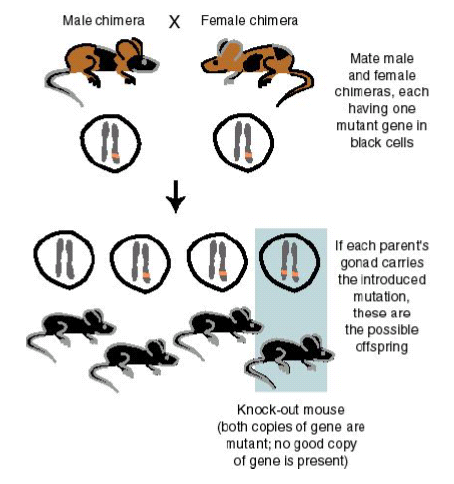 Male chimera X Female chimera
Mate male
and female
chimeras, each
having one
mutant gene in
black cells
If each parent's
gonad carries
the introduced
mutation,
these are
the possible
offspring
Knock-out mouse
(both copies of gene are
mutant; no good copy
of gene is present)